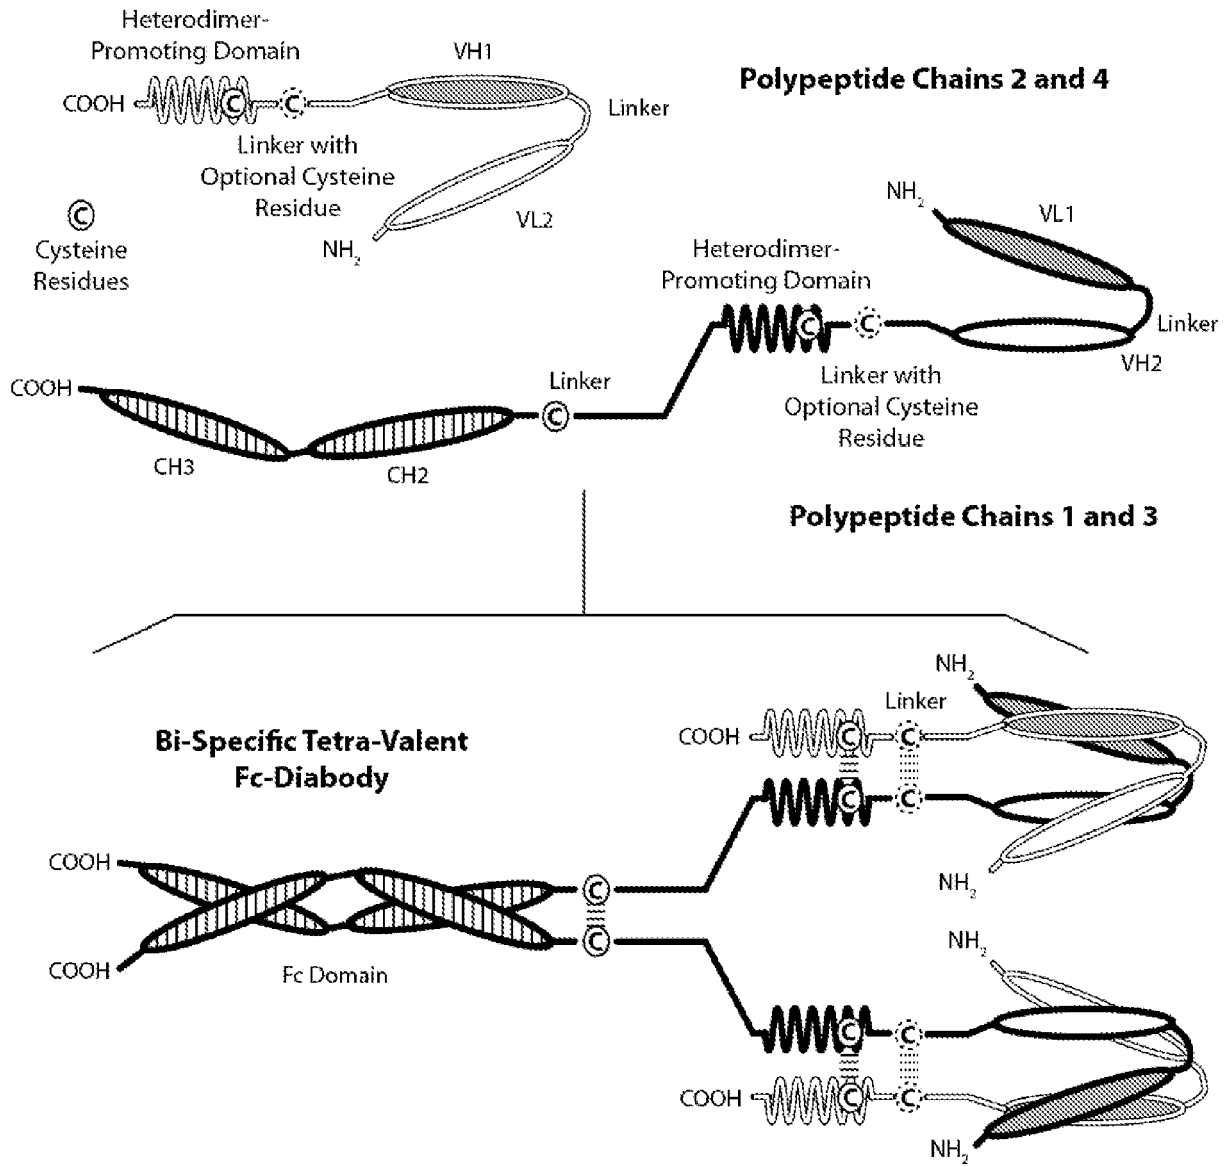 Heterodimer-
Promoting Domain
VH1
Polypeptide Chains 2 and 4
COOH
C
C
Linker
Linker with
Optional Cysteine
Residue
VL2
NH2
C
Cysteine
Residues
NH2
VL1
Heterodimer-
Promoting Domain
C
C
Linker
VH2
Linker with
Optional Cysteine
Residue
COOH
Linker
C
CH3
CH2
Polypeptide Chains 1 and 3
Bi-Specific Tetra-Valent
Fc-Diabody
NH2
Linker
COOH
C
C
C
C
NH2
COOH
C
C
COOH
Fc Domain
NH2
C
C
COOH
C
C
NH2